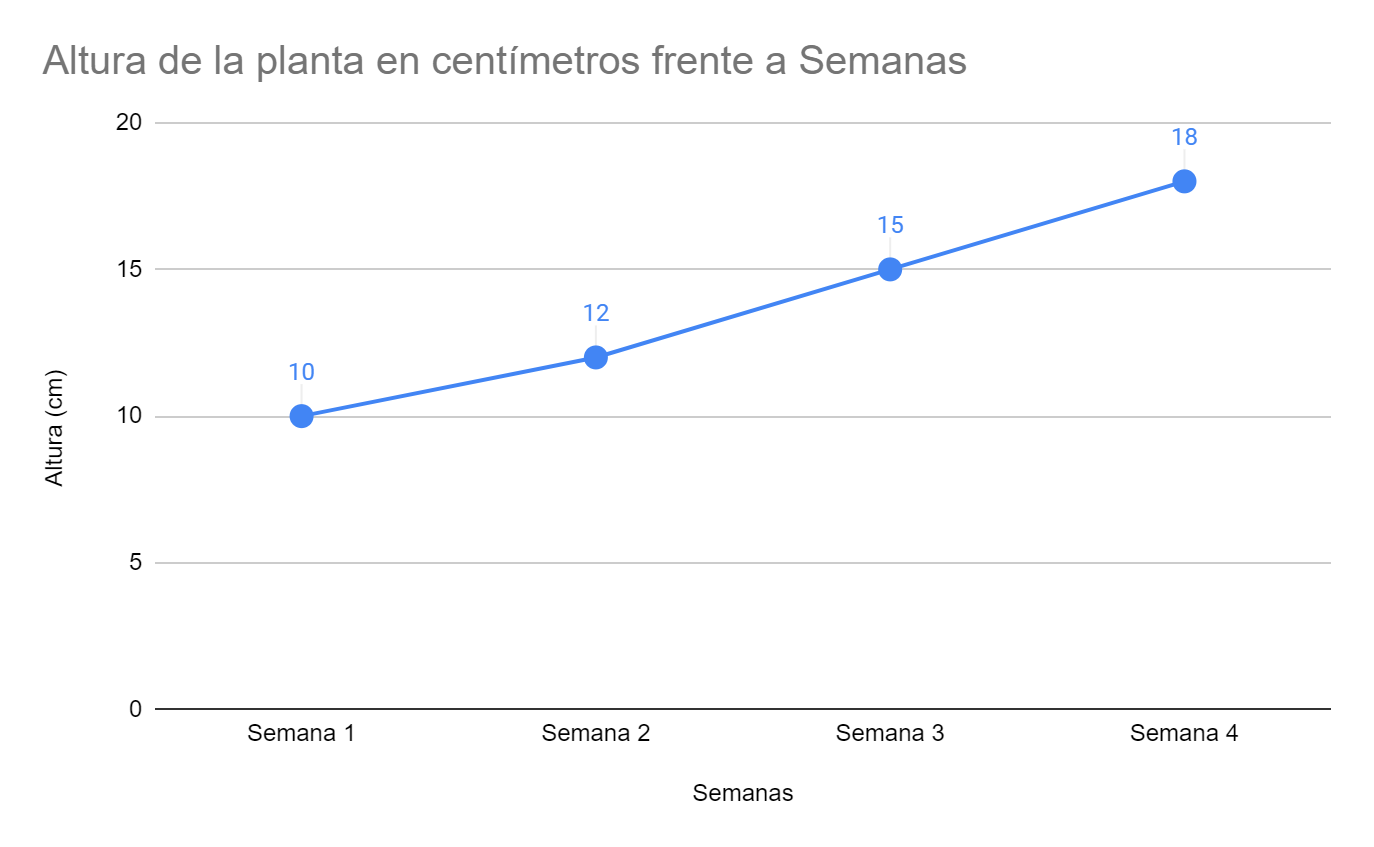 Altura de la planta en centímetros frente a Semanas
20
18
15
15
12
10
10
Altura (cm)
5
0
Semana 1 Semana 2 Semana 3 Semana 4
Semanas